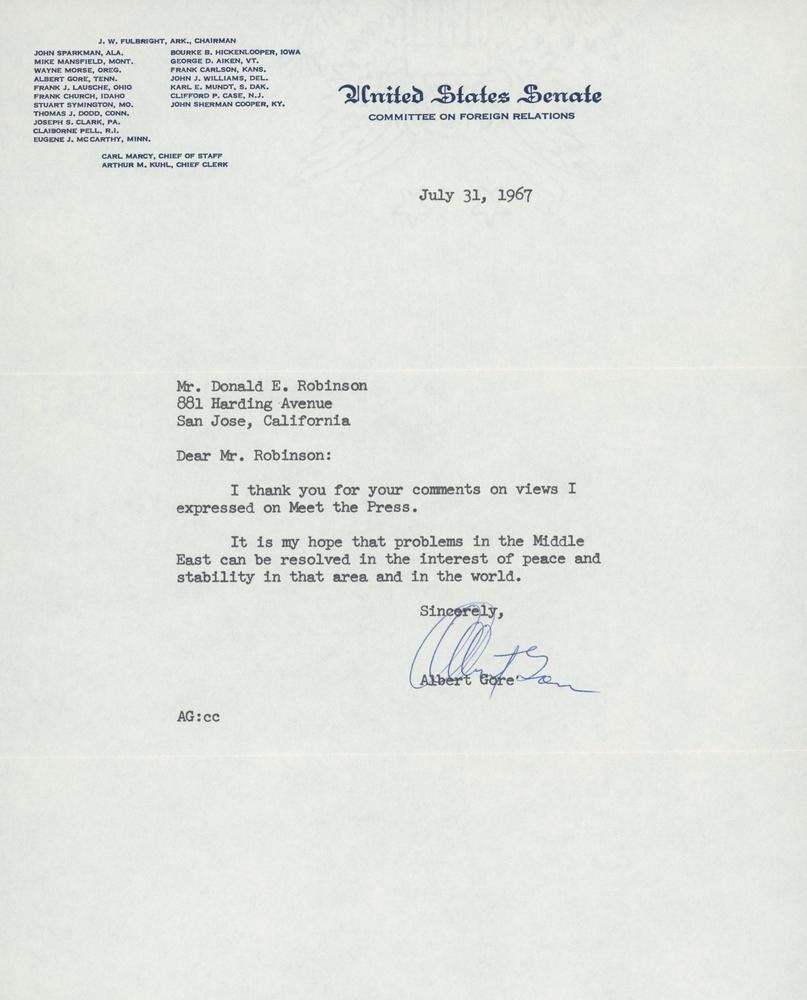 J. W. FULBRIGHT, ARK., CHAIRMAN
JOHN SPARKMAN, ALA.
MIKE MANSFIELD, MONT.
WAYNE MORSE, OREG.
ALBERT GORE, TENN.
FRANK J. LAUSCHE, OHIO
FRANK CHURCH, IDAHO
STUART SYMINGTON, MO.
THOMAS J. DODD, CONN.
JOSEPH S. CLARK, PA.
CLAIBORNE PELL, R.I.
EUGENE J. MCCARTHY, MINN.
BOURKE B. HICKENLOOPER, IOWA
GEORGE D. AIKEN, VT.
FRANK CARLSON, KANS.
JOHN J. WILLIAMS, DEL.
KARL E. MUNDT, S. DAK.
CLIFFORD P. CASE, N.J.
JOHN SHERMAN COOPER, KY.
CARL MARCY, CHIEF OF STAFF
ARTHUR M. KUHL, CHIEF CLERK
United States Senate
COMMITTEE ON FOREIGN RELATIONS
July 31, 1967
Mr. Donald E. Robinson
881 Harding Avenue
San Jose, California
Dear Mr. Robinson:
I thank you for your comments on views I
expressed on Meet the Press.
It is my hope that problems in the Middle
East can be resolved in the interest of peace and
stability in that area and in the world.
Sincerely,
Albert Gore
Albert Gore
AG:cc